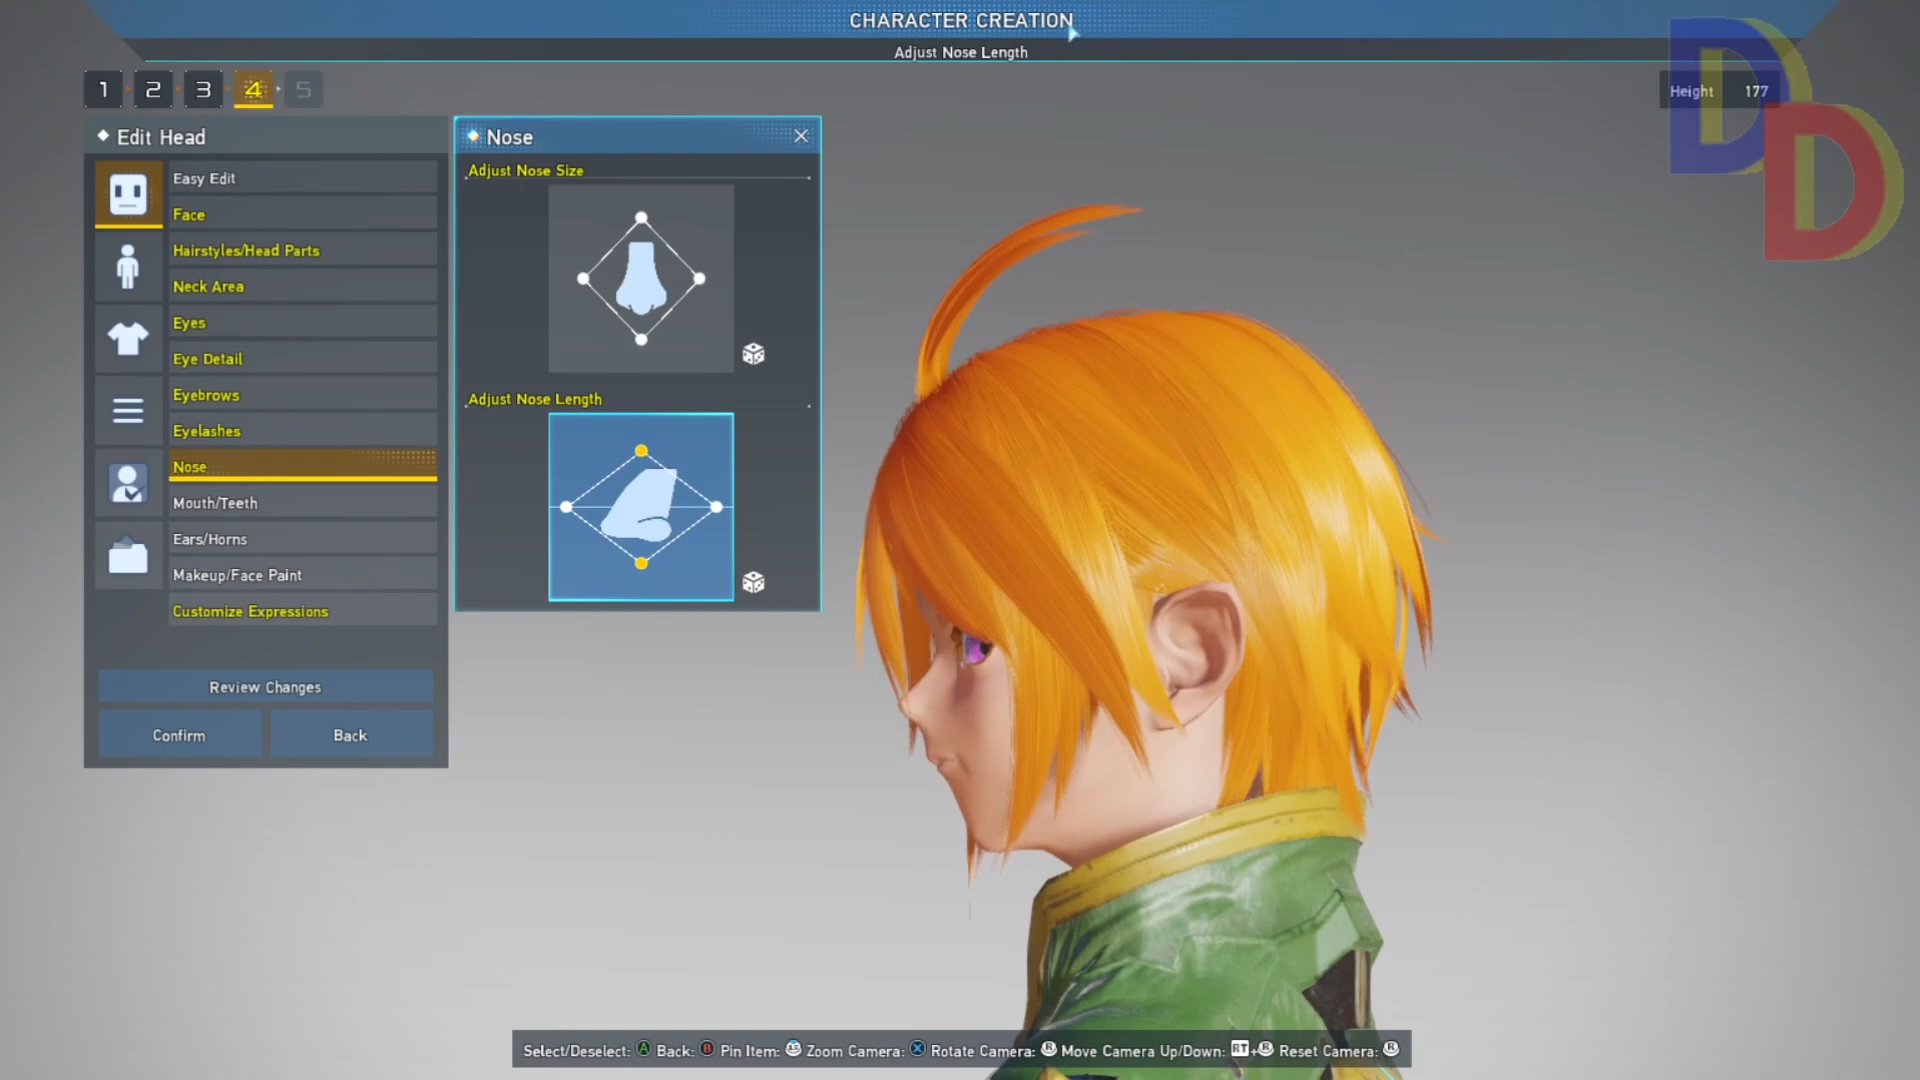 CHARACTER CREATION
Adjust Nose Length
1 2 3 4 5
Height 177
DD
Edit Head
Easy Edit
Face
Hairstyles/Head Parts
Neck Area
Eyes
Eye Detail
Eyebrows
Eyelashes
Nose
Mouth/Teeth
Ears/Horns
Makeup/Face Paint
Customize Expressions
Review Changes
Confirm
Back
Nose
Adjust Nose Size
Adjust Nose Length
Select/Deselect: A Back: B Pin Item: Zoom Camera: X Rotate Camera: R Move Camera Up/Down: RT+R Reset Camera: R